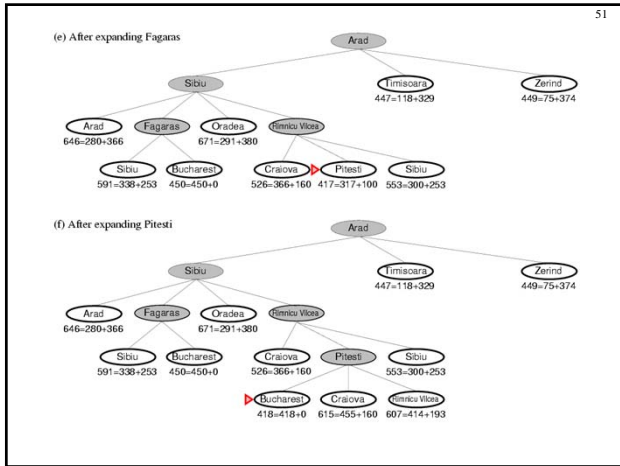 51
(e) After expanding Fagaras
Arad
Sibiu
Timisoara
Zerind
447=118+329
449=75+374
Arad
Fagaras
Oradea
Rimnicu Vilcea
646=280+366
671=291+380
Sibiu
Bucharest
Craiova
Pitesti
Sibiu
591=338+253
450=450+0
526=366+160
417=317+100
553=300+253
(f) After expanding Pitesti
Arad
Sibiu
Timisoara
Zerind
447=118+329
449=75+374
Arad
Fagaras
Oradea
Rimnicu Vilcea
646=280+366
671=291+380
Sibiu
Bucharest
Craiova
Pitesti
Sibiu
591=338+253
450=450+0
526=366+160
553=300+253
Bucharest
Craiova
Rimnicu Vilcea
418=418+0
615=455+160
607=414+193